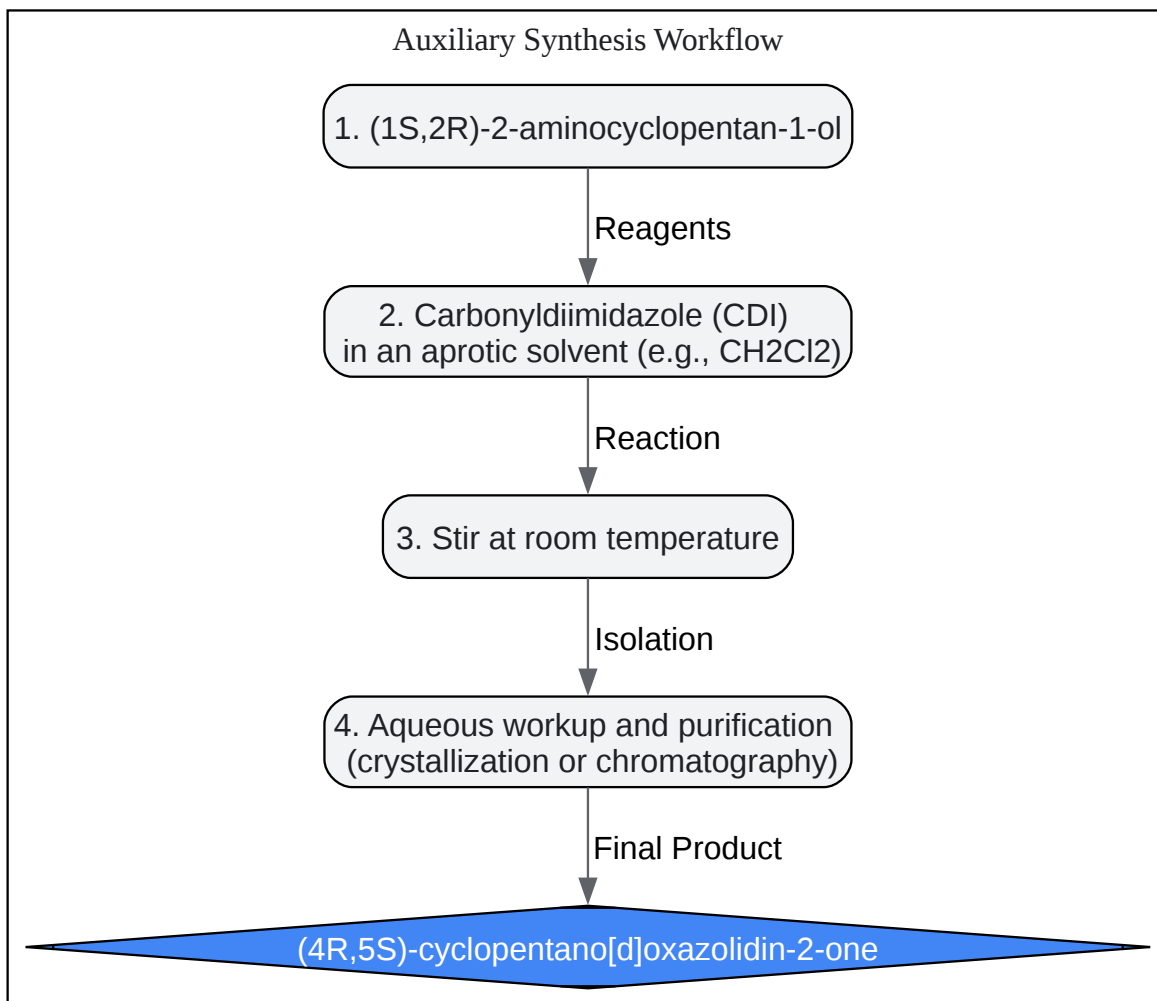 Auxiliary Synthesis Workflow
1. (1S,2R)-2-aminocyclopentan-1-ol
Reagents
2. Carbonyldiimidazole (CDI)
in an aprotic solvent (e.g., CH2Cl2)
Reaction
3. Stir at room temperature
Isolation
4. Aqueous workup and purification
(crystallization or chromatography)
Final Product
(4R,5S)-cyclopentano[d]oxazolidin-2-one